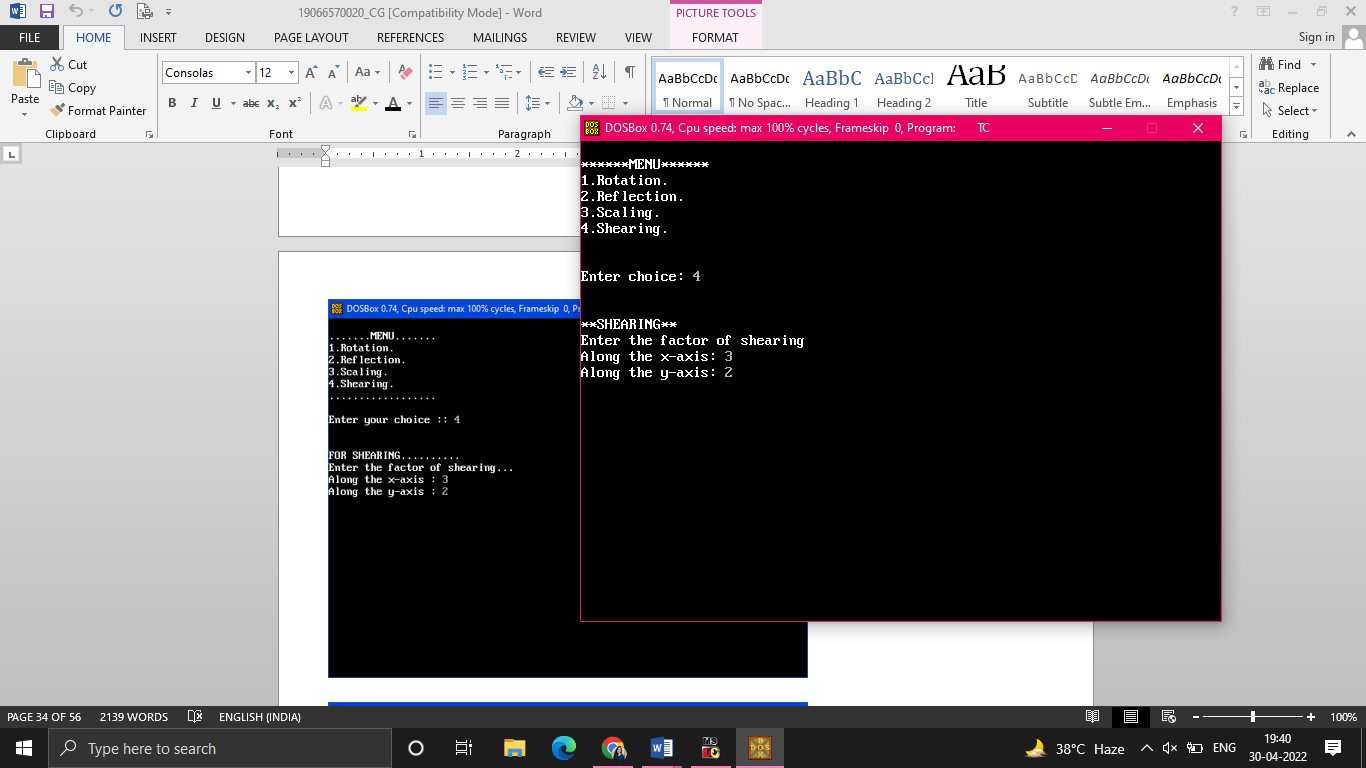 19066570020_CG [Compatibility Mode] - Word
PICTURE TOOLS
FILE HOME INSERT DESIGN PAGE LAYOUT REFERENCES MAILINGS REVIEW VIEW FORMAT Sign in
Paste
Cut
Copy
Format Painter
Clipboard
Consolas 12
Font
Paragraph
AaBbCcDc AaBbCcDc AaBbC AaBbCcI AaB AaBbCcD AaBbCcDc AaBbCcDc
¶ Normal ¶ No Spac... Heading 1 Heading 2 Title Subtitle Subtle Em... Emphasis
Find
Replace
Select
Editing
1 2
DOSBox 0.74, Cpu speed: max 100% cycles, Frameskip 0, Program: TC
******MENU******
1.Rotation.
2.Reflection.
3.Scaling.
4.Shearing.
Enter choice: 4
**SHEARING**
Enter the factor of shearing
Along the x-axis: 3
Along the y-axis: 2
DOSBox 0.74, Cpu speed: max 100% cycles, Frameskip 0, P
.......MENU.......
1.Rotation.
2.Reflection.
3.Scaling.
4.Shearing.
..................
Enter your choice :: 4
FOR SHEARING..........
Enter the factor of shearing...
Along the x-axis : 3
Along the y-axis : 2
PAGE 34 OF 56 2139 WORDS ENGLISH (INDIA) 100%
Type here to search
38°C Haze ENG
19:40
30-04-2022